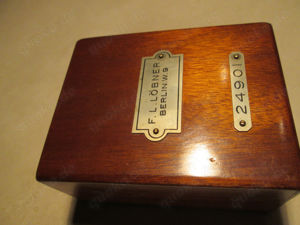 F. L. LÖBNER
BERLIN W 9
24901